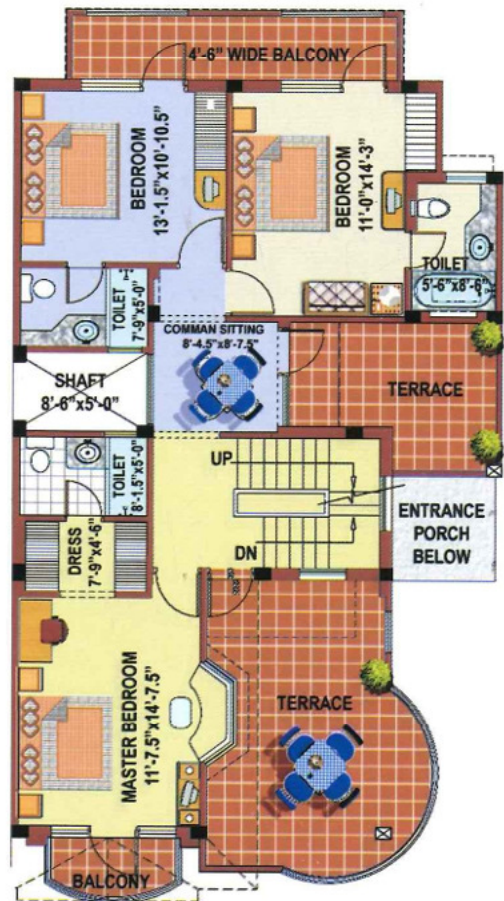 4'-6" WIDE BALCONY
BEDROOM
13'-1.5"x10'-10.5"
BEDROOM
11'-0"x14'-3"
TOILET
5'-6"x8'-6"
TOILET
7'-9"x5'-0"
COMMAN SITTING
8'-4.5"x8'-7.5"
SHAFT
8'-6"x5'-0"
TERRACE
TOILET
8'-1.5"x5'-0"
UP
DN
ENTRANCE
PORCH
BELOW
DRESS
7'-9"x4'-6"
MASTER BEDROOM
11'-7.5"x14'-7.5"
TERRACE
BALCONY